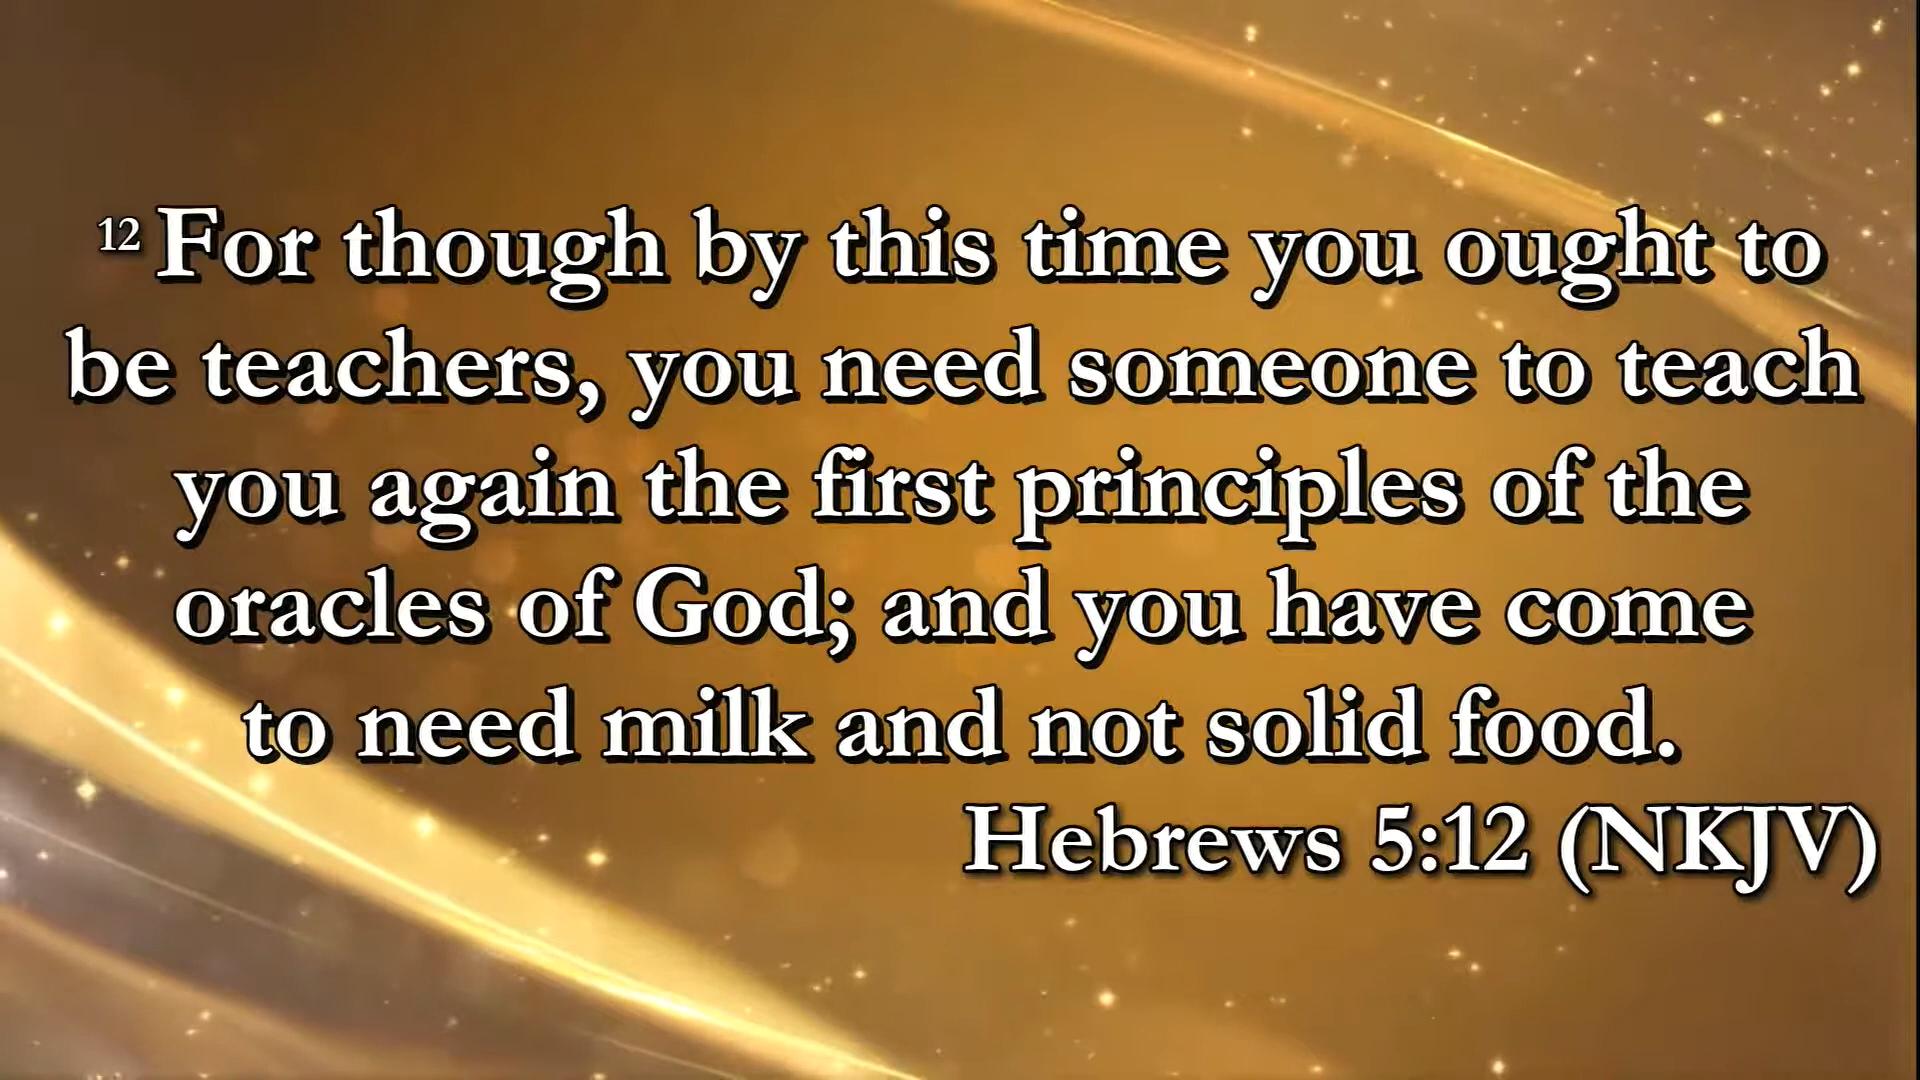 12 For though by this time you ought to
be teachers, you need someone to teach
you again the first principles of the
oracles of God; and you have come
to need milk and not solid food.
Hebrews 5:12 (NKJV)